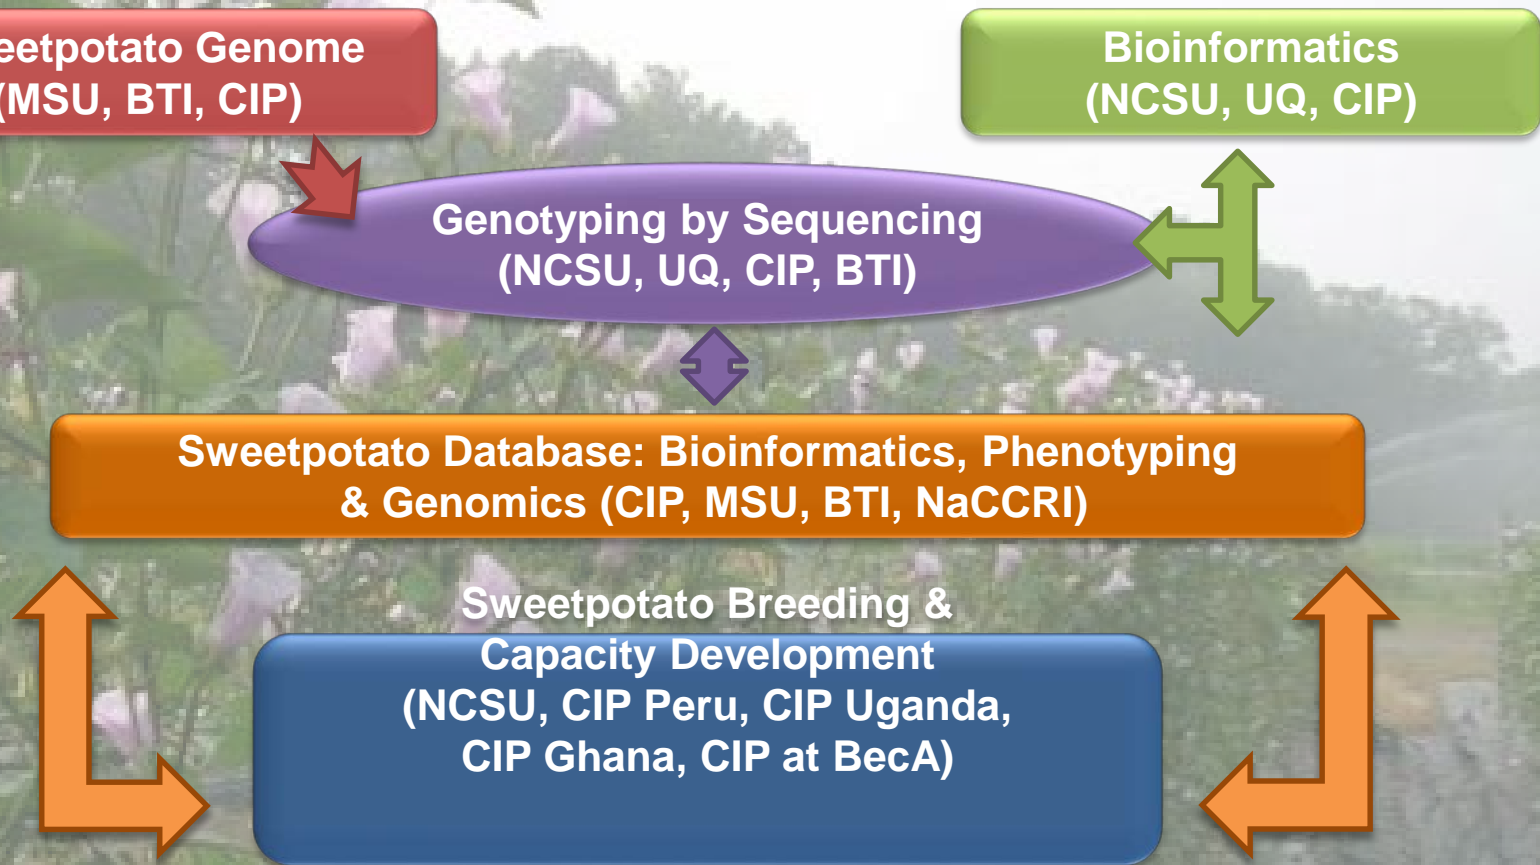 eetpotato Genome
(MSU, BTI, CIP)
Bioinformatics
(NCSU, UQ, CIP)
Genotyping by Sequencing
(NCSU, UQ, CIP, BTI)
Sweetpotato Database: Bioinformatics, Phenotyping
& Genomics (CIP, MSU, BTI, NaCCRI)
Sweetpotato Breeding &
Capacity Development
(NCSU, CIP Peru, CIP Uganda,
CIP Ghana, CIP at BecA)